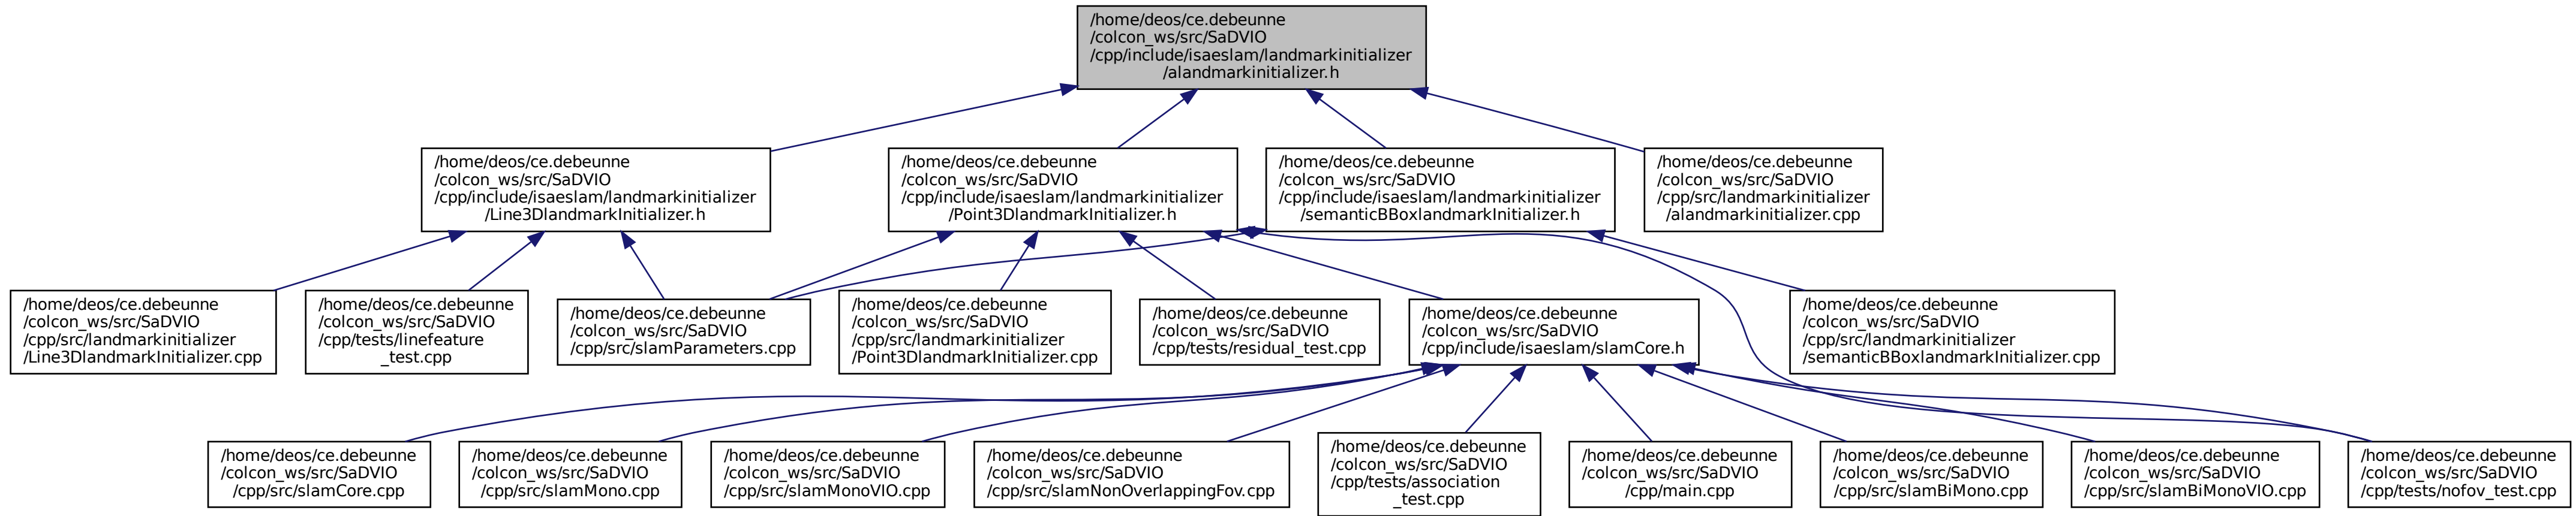 /home/deos/ce.debeunne
/colcon_ws/src/SaDVIO
/cpp/include/isaeslam/landmarkinitializer
/alandmarkinitializer.h
/home/deos/ce.debeunne
/colcon_ws/src/SaDVIO
/cpp/include/isaeslam/landmarkinitializer
/Line3DlandmarkInitializer.h
/home/deos/ce.debeunne
/colcon_ws/src/SaDVIO
/cpp/include/isaeslam/landmarkinitializer
/Point3DlandmarkInitializer.h
/home/deos/ce.debeunne
/colcon_ws/src/SaDVIO
/cpp/include/isaeslam/landmarkinitializer
/semanticBBoxlandmarkInitializer.h
/home/deos/ce.debeunne
/colcon_ws/src/SaDVIO
/cpp/src/landmarkinitializer
/alandmarkinitializer.cpp
/home/deos/ce.debeunne
/colcon_ws/src/SaDVIO
/cpp/src/landmarkinitializer
/Line3DlandmarkInitializer.cpp
/home/deos/ce.debeunne
/colcon_ws/src/SaDVIO
/cpp/tests/linefeature
_test.cpp
/home/deos/ce.debeunne
/colcon_ws/src/SaDVIO
/cpp/src/slamParameters.cpp
/home/deos/ce.debeunne
/colcon_ws/src/SaDVIO
/cpp/src/landmarkinitializer
/Point3DlandmarkInitializer.cpp
/home/deos/ce.debeunne
/colcon_ws/src/SaDVIO
/cpp/tests/residual_test.cpp
/home/deos/ce.debeunne
/colcon_ws/src/SaDVIO
/cpp/include/isaeslam/slamCore.h
/home/deos/ce.debeunne
/colcon_ws/src/SaDVIO
/cpp/src/landmarkinitializer
/semanticBBoxlandmarkInitializer.cpp
/home/deos/ce.debeunne
/colcon_ws/src/SaDVIO
/cpp/src/slamCore.cpp
/home/deos/ce.debeunne
/colcon_ws/src/SaDVIO
/cpp/src/slamMono.cpp
/home/deos/ce.debeunne
/colcon_ws/src/SaDVIO
/cpp/src/slamMonoVIO.cpp
/home/deos/ce.debeunne
/colcon_ws/src/SaDVIO
/cpp/src/slamNonOverlappingFov.cpp
/home/deos/ce.debeunne
/colcon_ws/src/SaDVIO
/cpp/tests/association
_test.cpp
/home/deos/ce.debeunne
/colcon_ws/src/SaDVIO
/cpp/main.cpp
/home/deos/ce.debeunne
/colcon_ws/src/SaDVIO
/cpp/src/slamBiMono.cpp
/home/deos/ce.debeunne
/colcon_ws/src/SaDVIO
/cpp/src/slamBiMonoVIO.cpp
/home/deos/ce.debeunne
/colcon_ws/src/SaDVIO
/cpp/tests/nofov_test.cpp